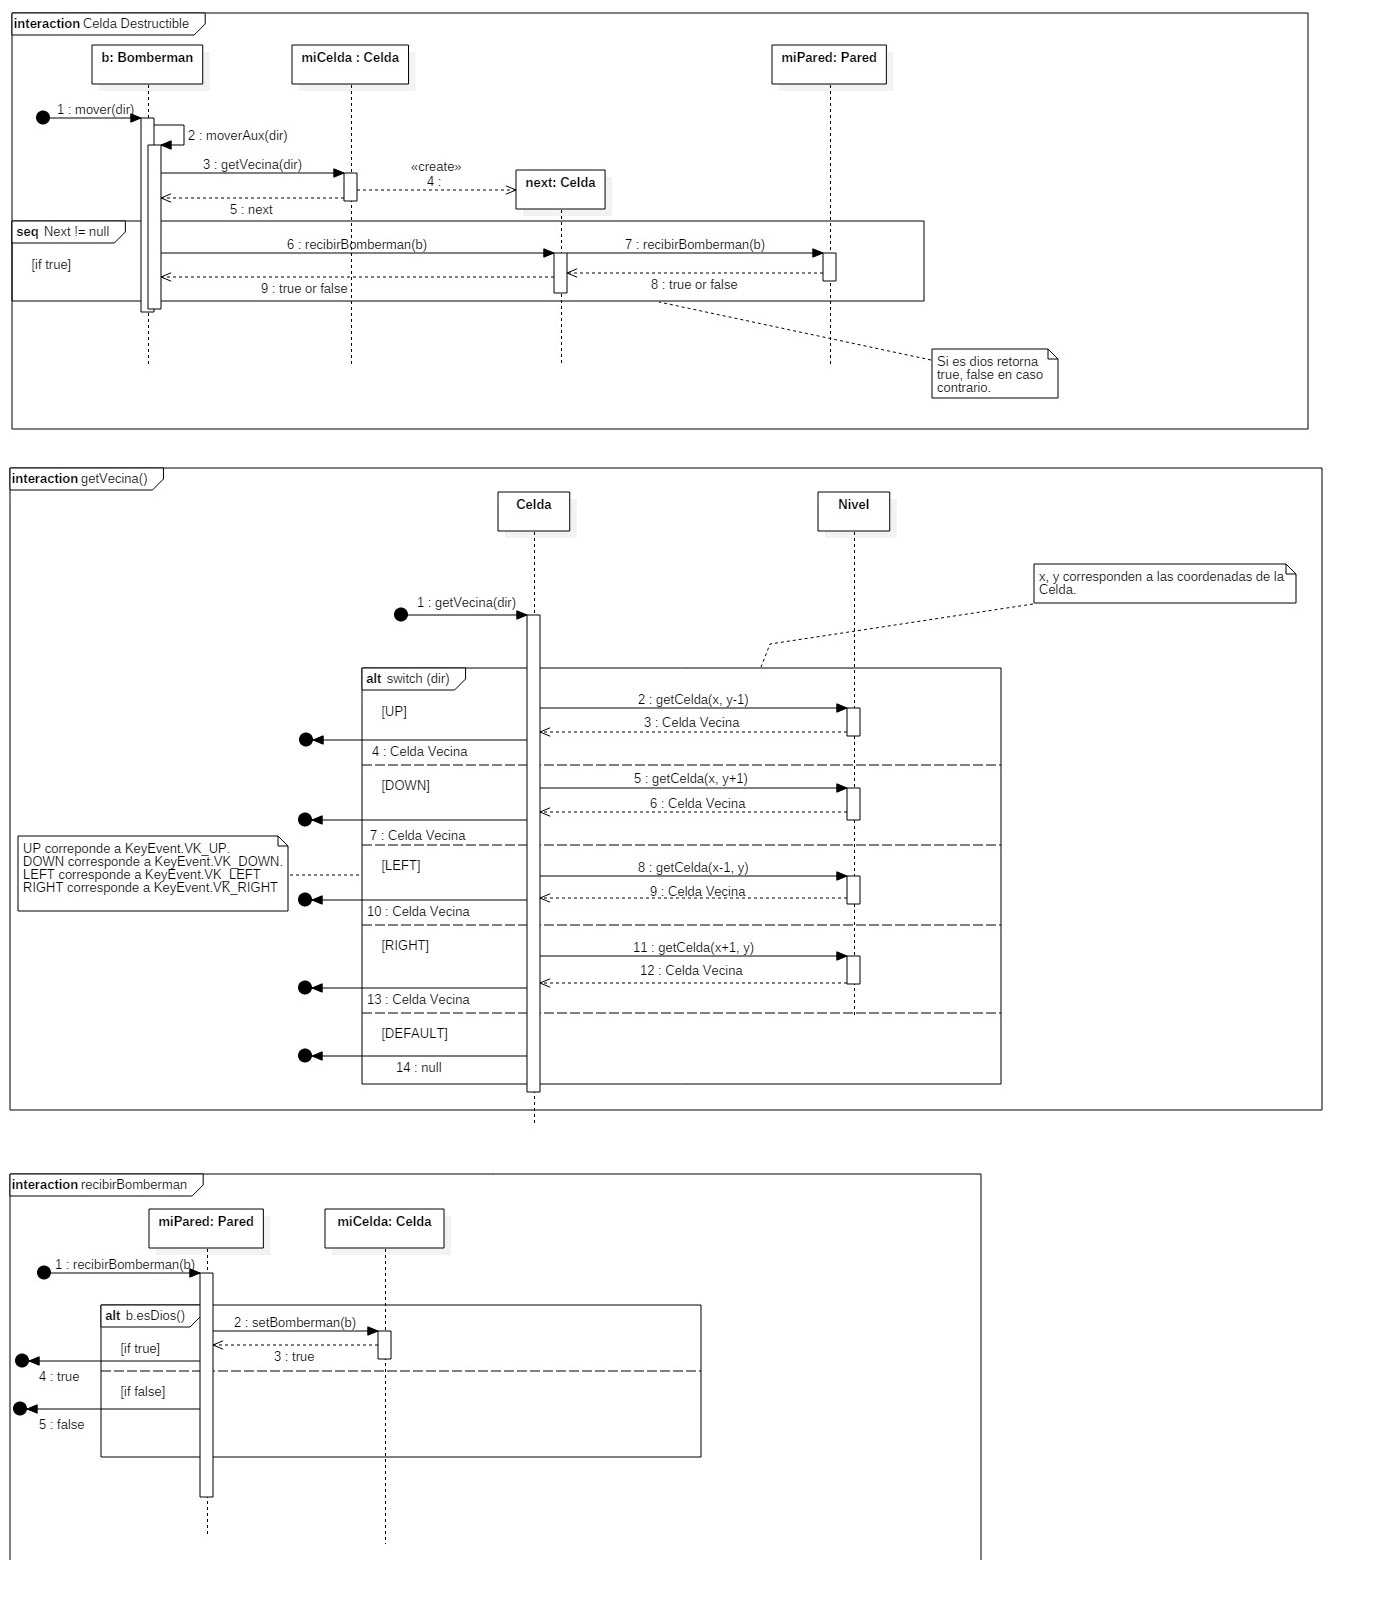 interaction Celda Destructible
b: Bomberman
miCelda : Celda
miPared: Pared
1 : mover(dir)
2 : moverAux(dir)
3 : getVecina(dir)
«create»
4 :
next: Celda
5 : next
seq Next != null
6 : recibirBomberman(b)
7 : recibirBomberman(b)
[if true]
8 : true or false
9 : true or false
Si es dios retorna
true, false en caso
contrario.
interaction getVecina()
Celda
Nivel
x, y corresponden a las coordenadas de la
Celda.
1 : getVecina(dir)
alt switch (dir)
[UP]
2 : getCelda(x, y-1)
3 : Celda Vecina
4 : Celda Vecina
[DOWN]
5 : getCelda(x, y+1)
6 : Celda Vecina
7 : Celda Vecina
UP correponde a KeyEvent.VK_UP.
DOWN corresponde a KeyEvent.VK_DOWN.
LEFT corresponde a KeyEvent.VK_LEFT
RIGHT corresponde a KeyEvent.VK_RIGHT
[LEFT]
8 : getCelda(x-1, y)
9 : Celda Vecina
10 : Celda Vecina
[RIGHT]
11 : getCelda(x+1, y)
12 : Celda Vecina
13 : Celda Vecina
[DEFAULT]
14 : null
interaction recibirBomberman
miPared: Pared
miCelda: Celda
1 : recibirBomberman(b)
alt b.esDios()
2 : setBomberman(b)
[if true]
3 : true
4 : true
[if false]
5 : false